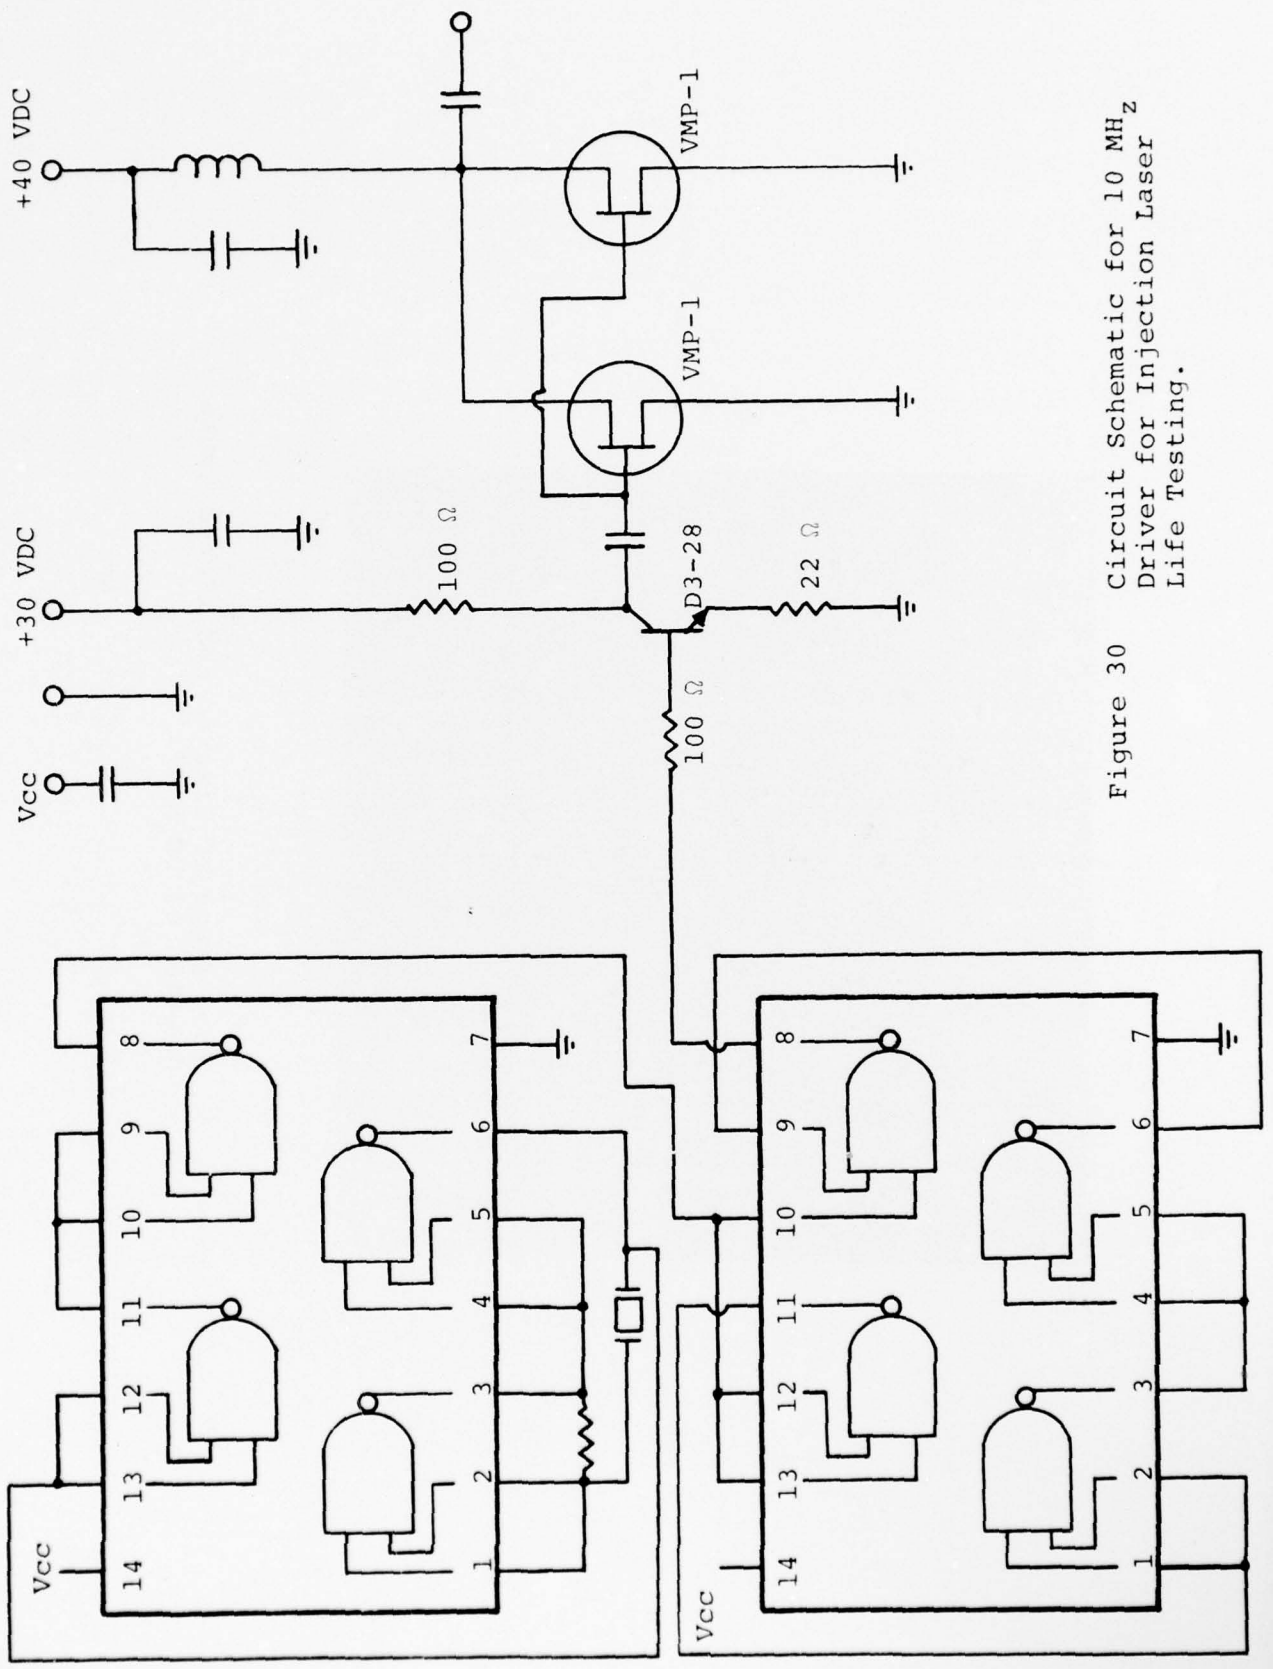 +40 VDC
+30 VDC
Vcc
VMP-1
VMP-1
100 Ω
D3-28
22 Ω
100 Ω
Vcc
14 13 12 11 10 9 8
1 2 3 4 5 6 7
Vcc
14 13 12 11 10 9 8
1 2 3 4 5 6 7
Figure 30 Circuit Schematic for 10 MHz
Driver for Injection Laser
Life Testing.